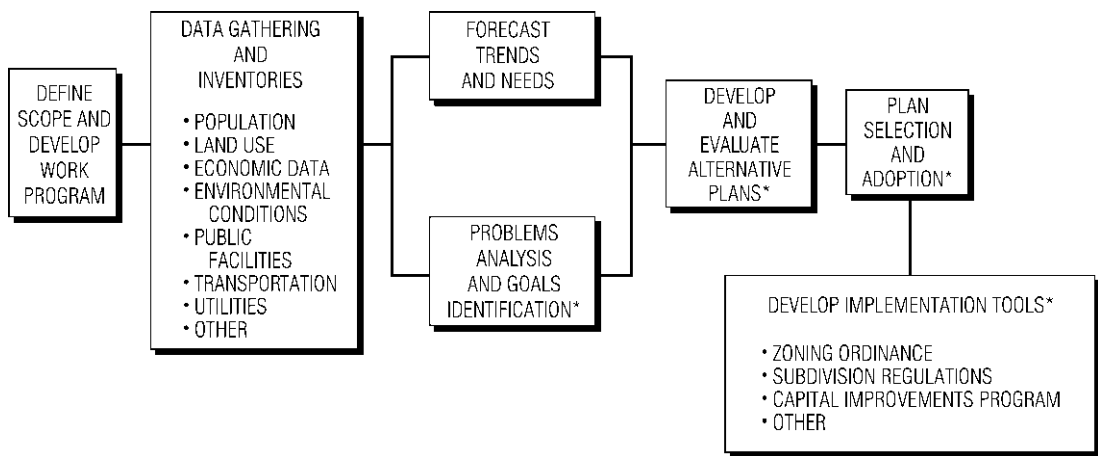 DEFINE
SCOPE AND
DEVELOP
WORK
PROGRAM
DATA GATHERING
AND
INVENTORIES
• POPULATION
• LAND USE
• ECONOMIC DATA
• ENVIRONMENTAL
CONDITIONS
• PUBLIC
FACILITIES
• TRANSPORTATION
• UTILITIES
• OTHER
FORECAST
TRENDS
AND NEEDS
PROBLEMS
ANALYSIS
AND GOALS
IDENTIFICATION*
DEVELOP
AND
EVALUATE
ALTERNATIVE
PLANS*
PLAN
SELECTION
AND
ADOPTION*
DEVELOP IMPLEMENTATION TOOLS*
• ZONING ORDINANCE
• SUBDIVISION REGULATIONS
• CAPITAL IMPROVEMENTS PROGRAM
• OTHER